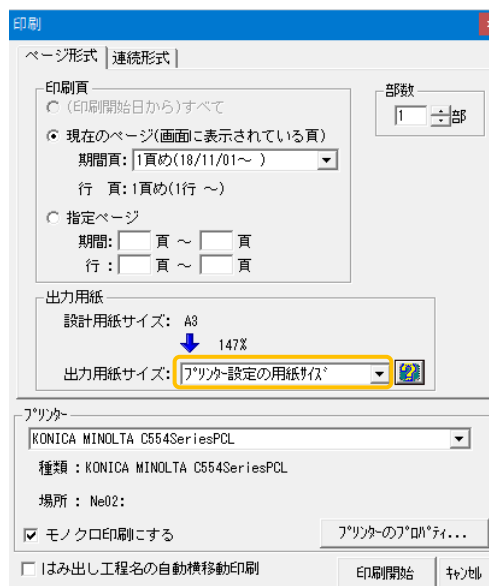 印刷
ページ形式 連続形式
印刷頁
(印刷開始日から)すべて
現在のページ(画面に表示されている頁)
期間頁: 1頁め(18/11/01～ )
行 頁:1頁め(1行 ～)
指定ページ
期間: 頁 ～ 頁
行 : 頁 ～ 頁
部数
1 部
出力用紙
設計用紙サイズ: A3
147%
出力用紙サイズ: ﾌﾟﾘﾝﾀｰ設定の用紙ｻｲｽﾞ
ﾌﾟﾘﾝﾀｰ
KONICA MINOLTA C554SeriesPCL
種類 : KONICA MINOLTA C554SeriesPCL
場所 : Ne02:
モノクロ印刷にする ﾌﾟﾘﾝﾀｰのﾌﾟﾛﾊﾟﾃｨ...
はみ出し工程名の自動横移動印刷 印刷開始 ｷｬﾝｾﾙ